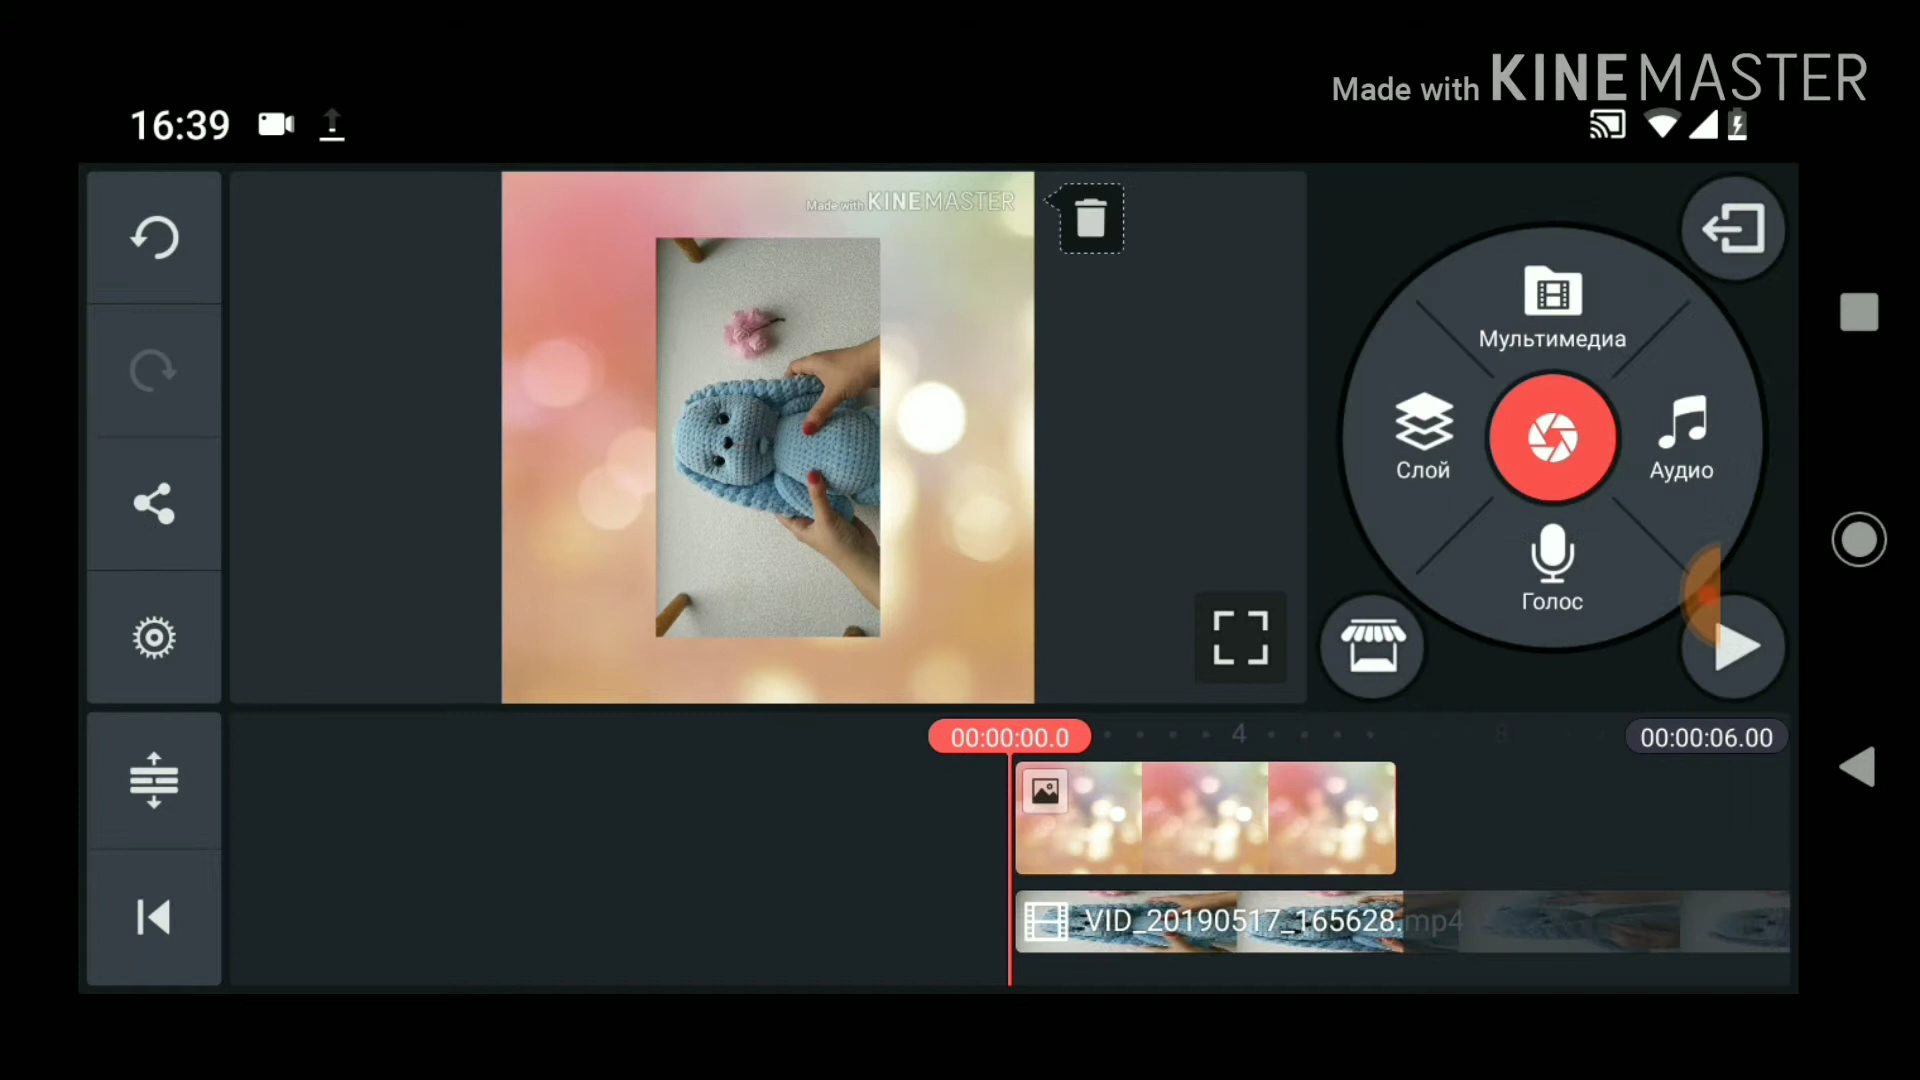 Made with KINEMASTER
16:39
Made with KINEMASTER
Мультимедиа
Слой
Аудио
Голос
00:00:00.0
4
8
00:00:06.00
VID_20190517_165628.mp4